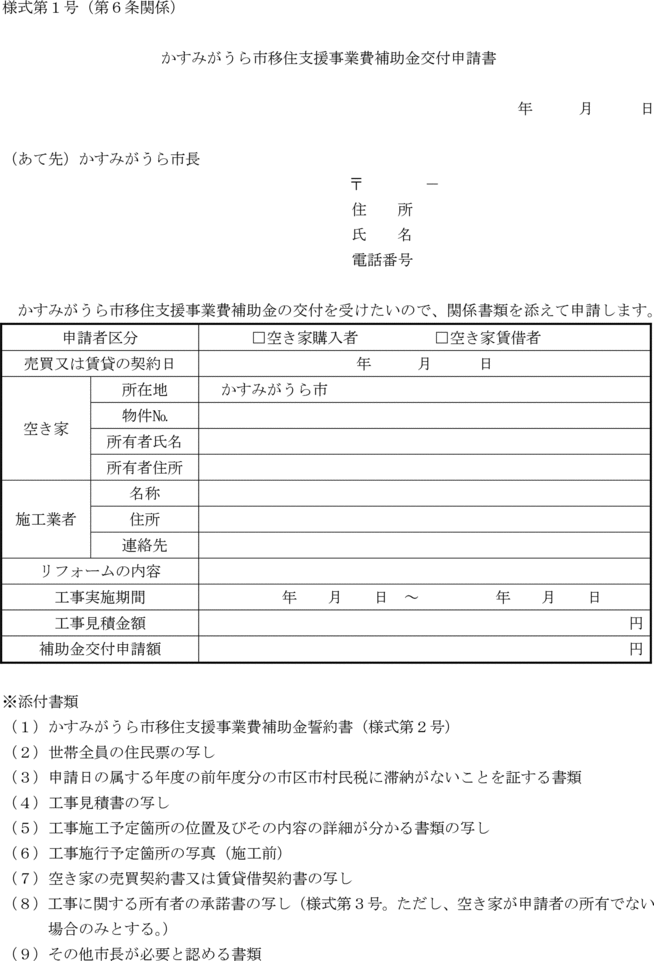 様式第1号（第6条関係）
かすみがうら市移住支援事業費補助金交付申請書
年　　　月　　　日
（あて先）かすみがうら市長
〒　　　　－
住　　所
氏　　名
電話番号
かすみがうら市移住支援事業費補助金の交付を受けたいので、関係書類を添えて申請します。
申請者区分　□空き家購入者　□空き家賃借者
売買又は賃貸の契約日　年　　　月　　　日
空き家
所在地　かすみがうら市
物件№
所有者氏名
所有者住所
施工業者
名称
住所
連絡先
リフォームの内容
工事実施期間　年　　月　　日　～　年　　月　　日
工事見積金額　円
補助金交付申請額　円
※添付書類
（1）かすみがうら市移住支援事業費補助金誓約書（様式第2号）
（2）世帯全員の住民票の写し
（3）申請日の属する年度の前年度分の市区市村民税に滞納がないことを証する書類
（4）工事見積書の写し
（5）工事施工予定箇所の位置及びその内容の詳細が分かる書類の写し
（6）工事施行予定箇所の写真（施工前）
（7）空き家の売買契約書又は賃貸借契約書の写し
（8）工事に関する所有者の承諾書の写し（様式第3号。ただし、空き家が申請者の所有でない
場合のみとする。）
（9）その他市長が必要と認める書類